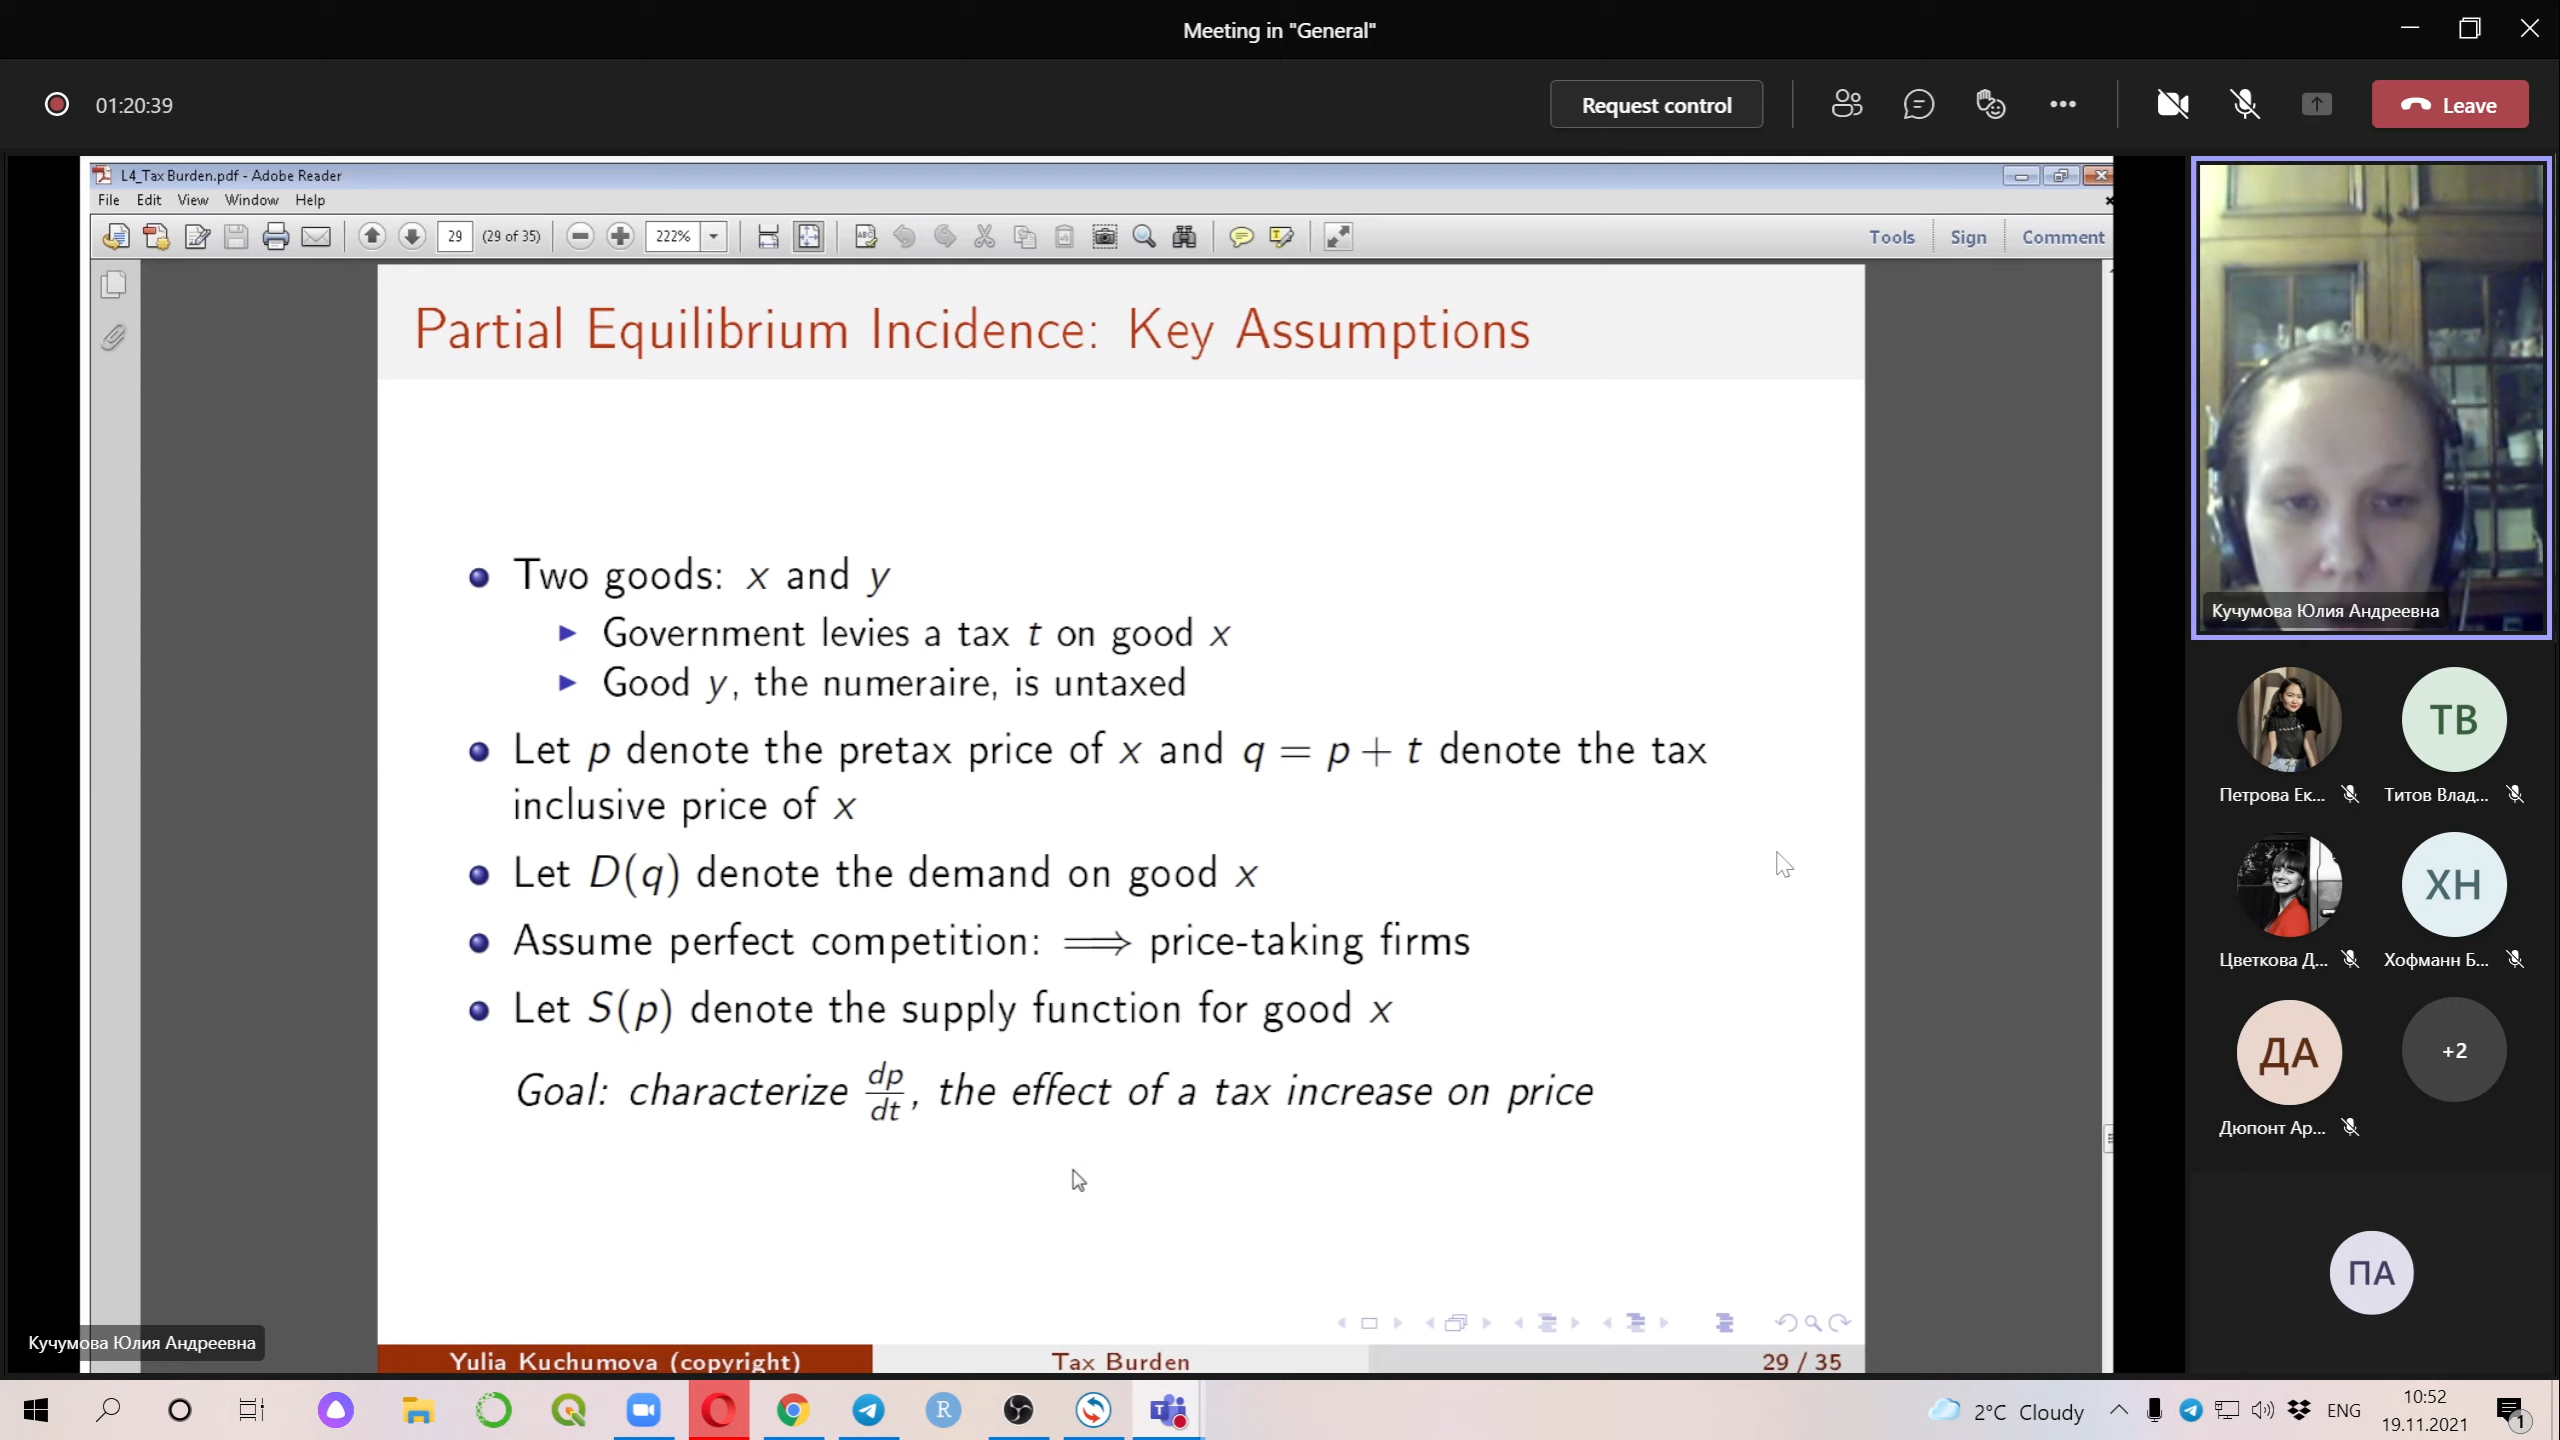 Meeting in "General"
01:20:39
Request control
Leave
L4_Tax Burden.pdf - Adobe Reader
File Edit View Window Help
29 (29 of 35) 222% Tools Sign Comment
Partial Equilibrium Incidence: Key Assumptions
Two goods: x and y
Government levies a tax t on good x
Good y, the numeraire, is untaxed
Let p denote the pretax price of x and q = p + t denote the tax
inclusive price of x
Let D(q) denote the demand on good x
Assume perfect competition: ⟹ price-taking firms
Let S(p) denote the supply function for good x
Goal: characterize dp/dt, the effect of a tax increase on price
Yulia Kuchumova (copyright) Tax Burden 29 / 35
Кучумова Юлия Андреевна
Кучумова Юлия Андреевна
ТВ
Петрова Ек... Титов Влад...
ХН
Цветкова Д... Хофманн Б...
ДА +2
Дюпонт Ар...
ПА
2°C Cloudy ENG
10:52
19.11.2021
1